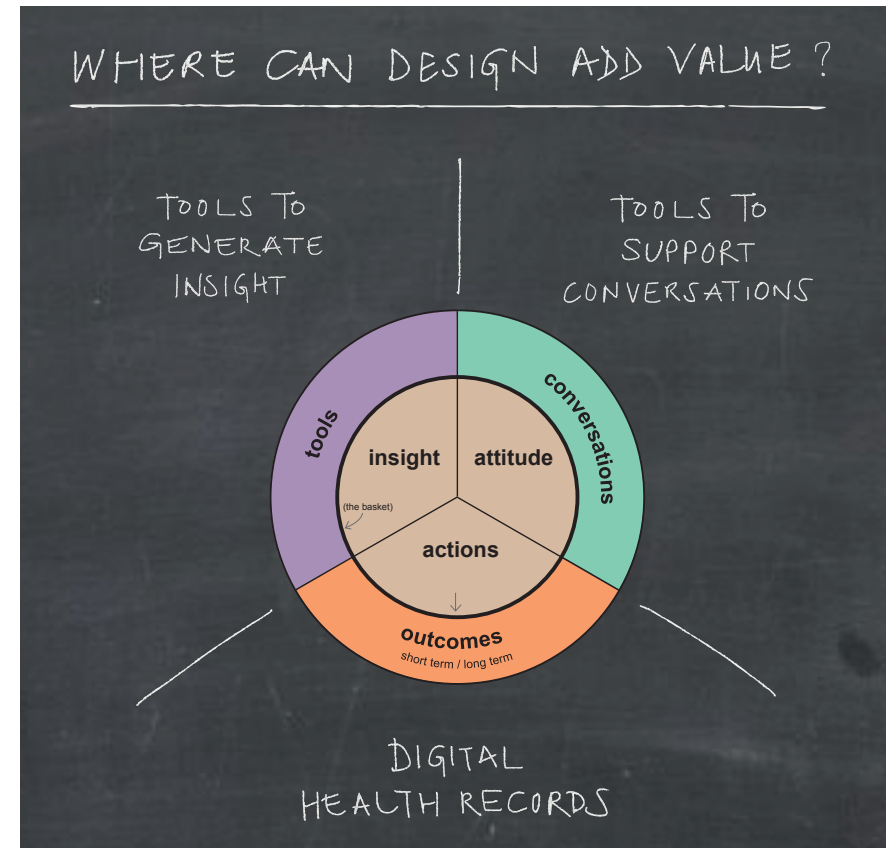 WHERE CAN DESIGN ADD VALUE?
TOOLS TO
GENERATE
INSIGHT
TOOLS TO
SUPPORT
CONVERSATIONS
tools
conversations
insight
attitude
(the basket)
actions
outcomes
short term / long term
DIGITAL
HEALTH RECORDS